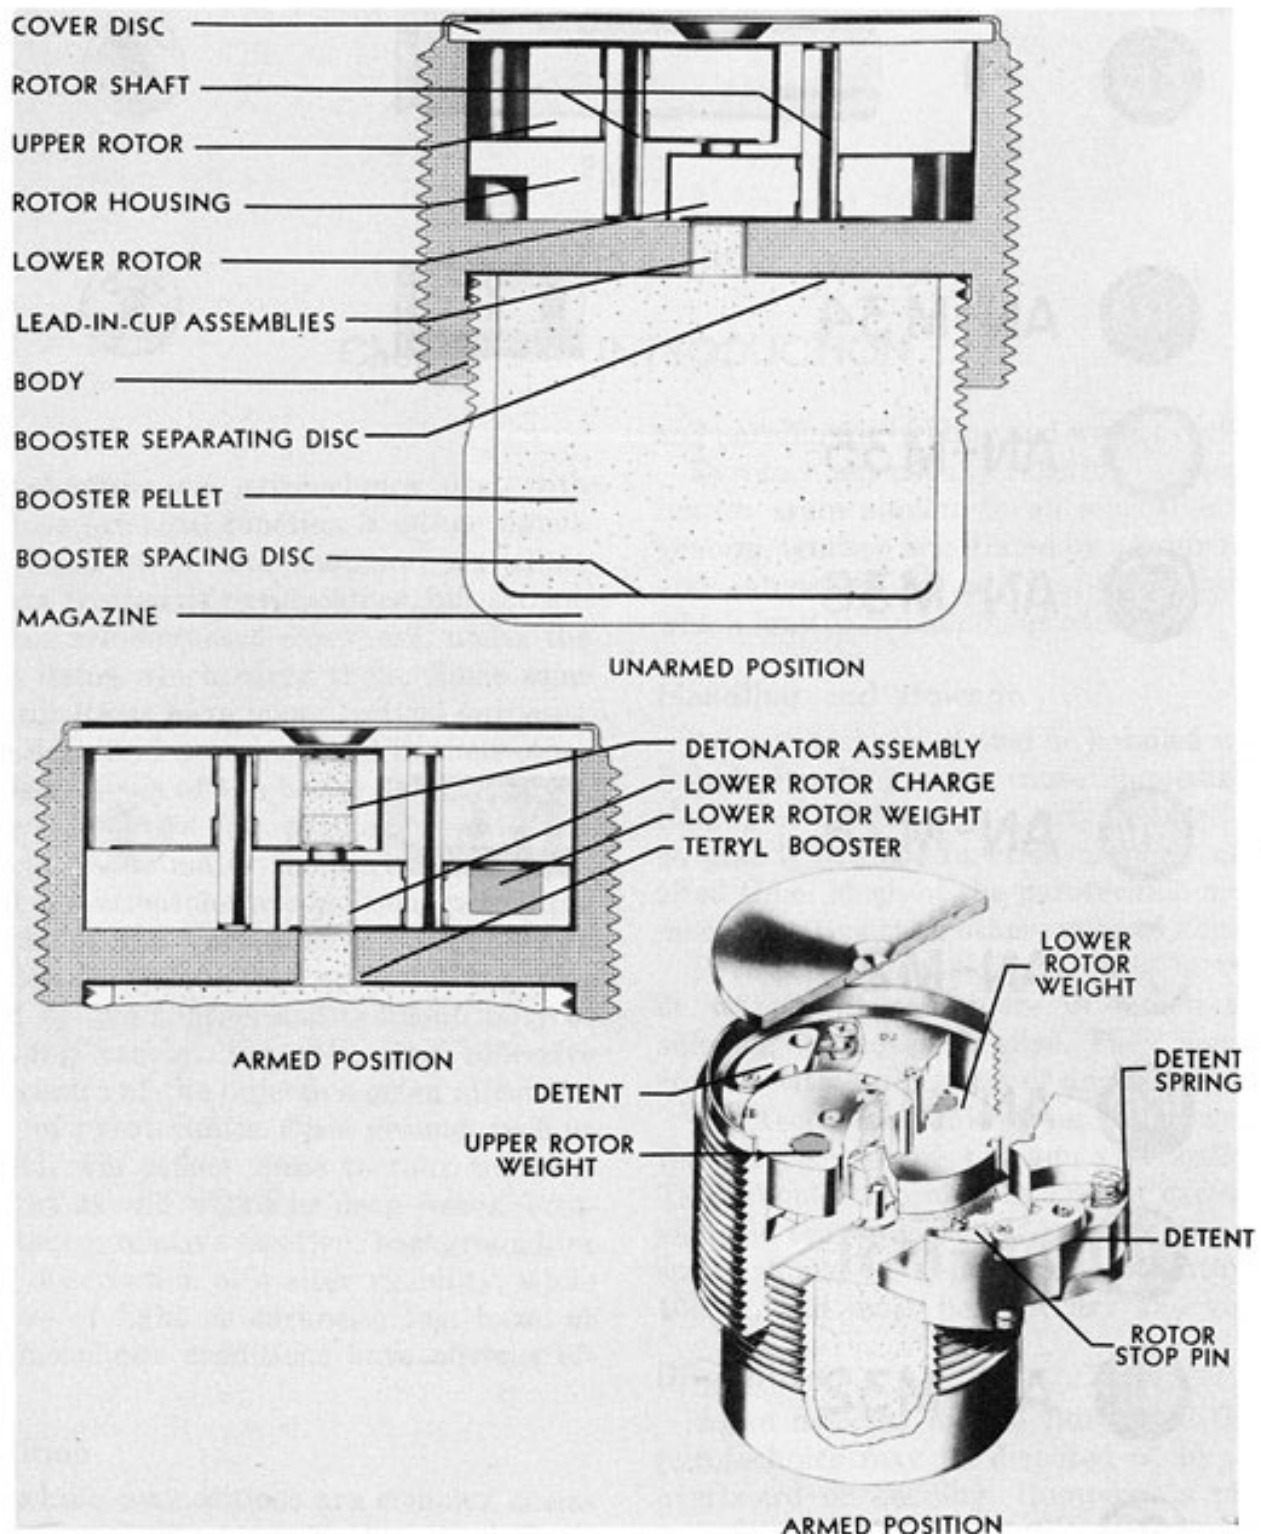 COVER DISC
ROTOR SHAFT
UPPER ROTOR
ROTOR HOUSING
LOWER ROTOR
LEAD-IN-CUP ASSEMBLIES
BODY
BOOSTER SEPARATING DISC
BOOSTER PELLET
BOOSTER SPACING DISC
MAGAZINE
UNARMED POSITION
DETONATOR ASSEMBLY
LOWER ROTOR CHARGE
LOWER ROTOR WEIGHT
TETRYL BOOSTER
ARMED POSITION
LOWER
ROTOR
WEIGHT
DETENT
DETENT
SPRING
UPPER ROTOR
WEIGHT
DETENT
ROTOR
STOP PIN
ARMED POSITION